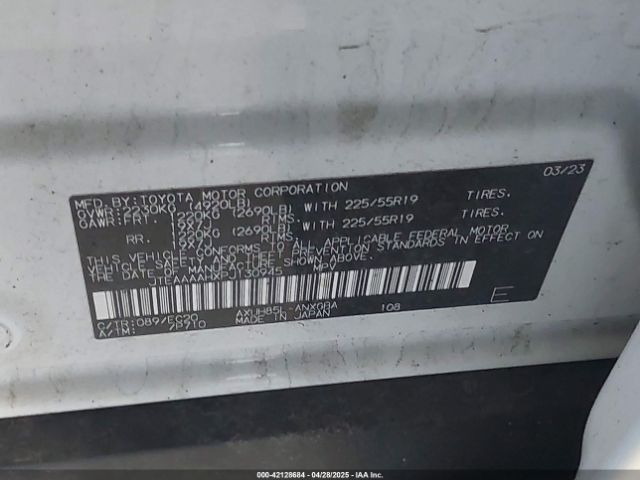 03/23
MFD. BY: TOYOTA MOTOR CORPORATION
GVWR: 2230KG (4920LB)
GAWR: FRT 1220KG (2690LB) WITH 225/55R19 TIRES.
19X7J RIMS.
RR. 1220KG (2690LB) WITH 225/55R19 TIRES.
19X7J RIMS.
THIS VEHICLE CONFORMS TO ALL APPLICABLE FEDERAL MOTOR
VEHICLE SAFETY AND THEFT PREVENTION STANDARDS IN EFFECT ON
THE DATE OF MANUFACTURE SHOWN ABOVE.
MPV
E
C/TR: 089/EC20 AXUH85L-ANXGBA 108
A/TM: MADE IN JAPAN
000-42128684 - 04/28/2025 - IAA Inc.